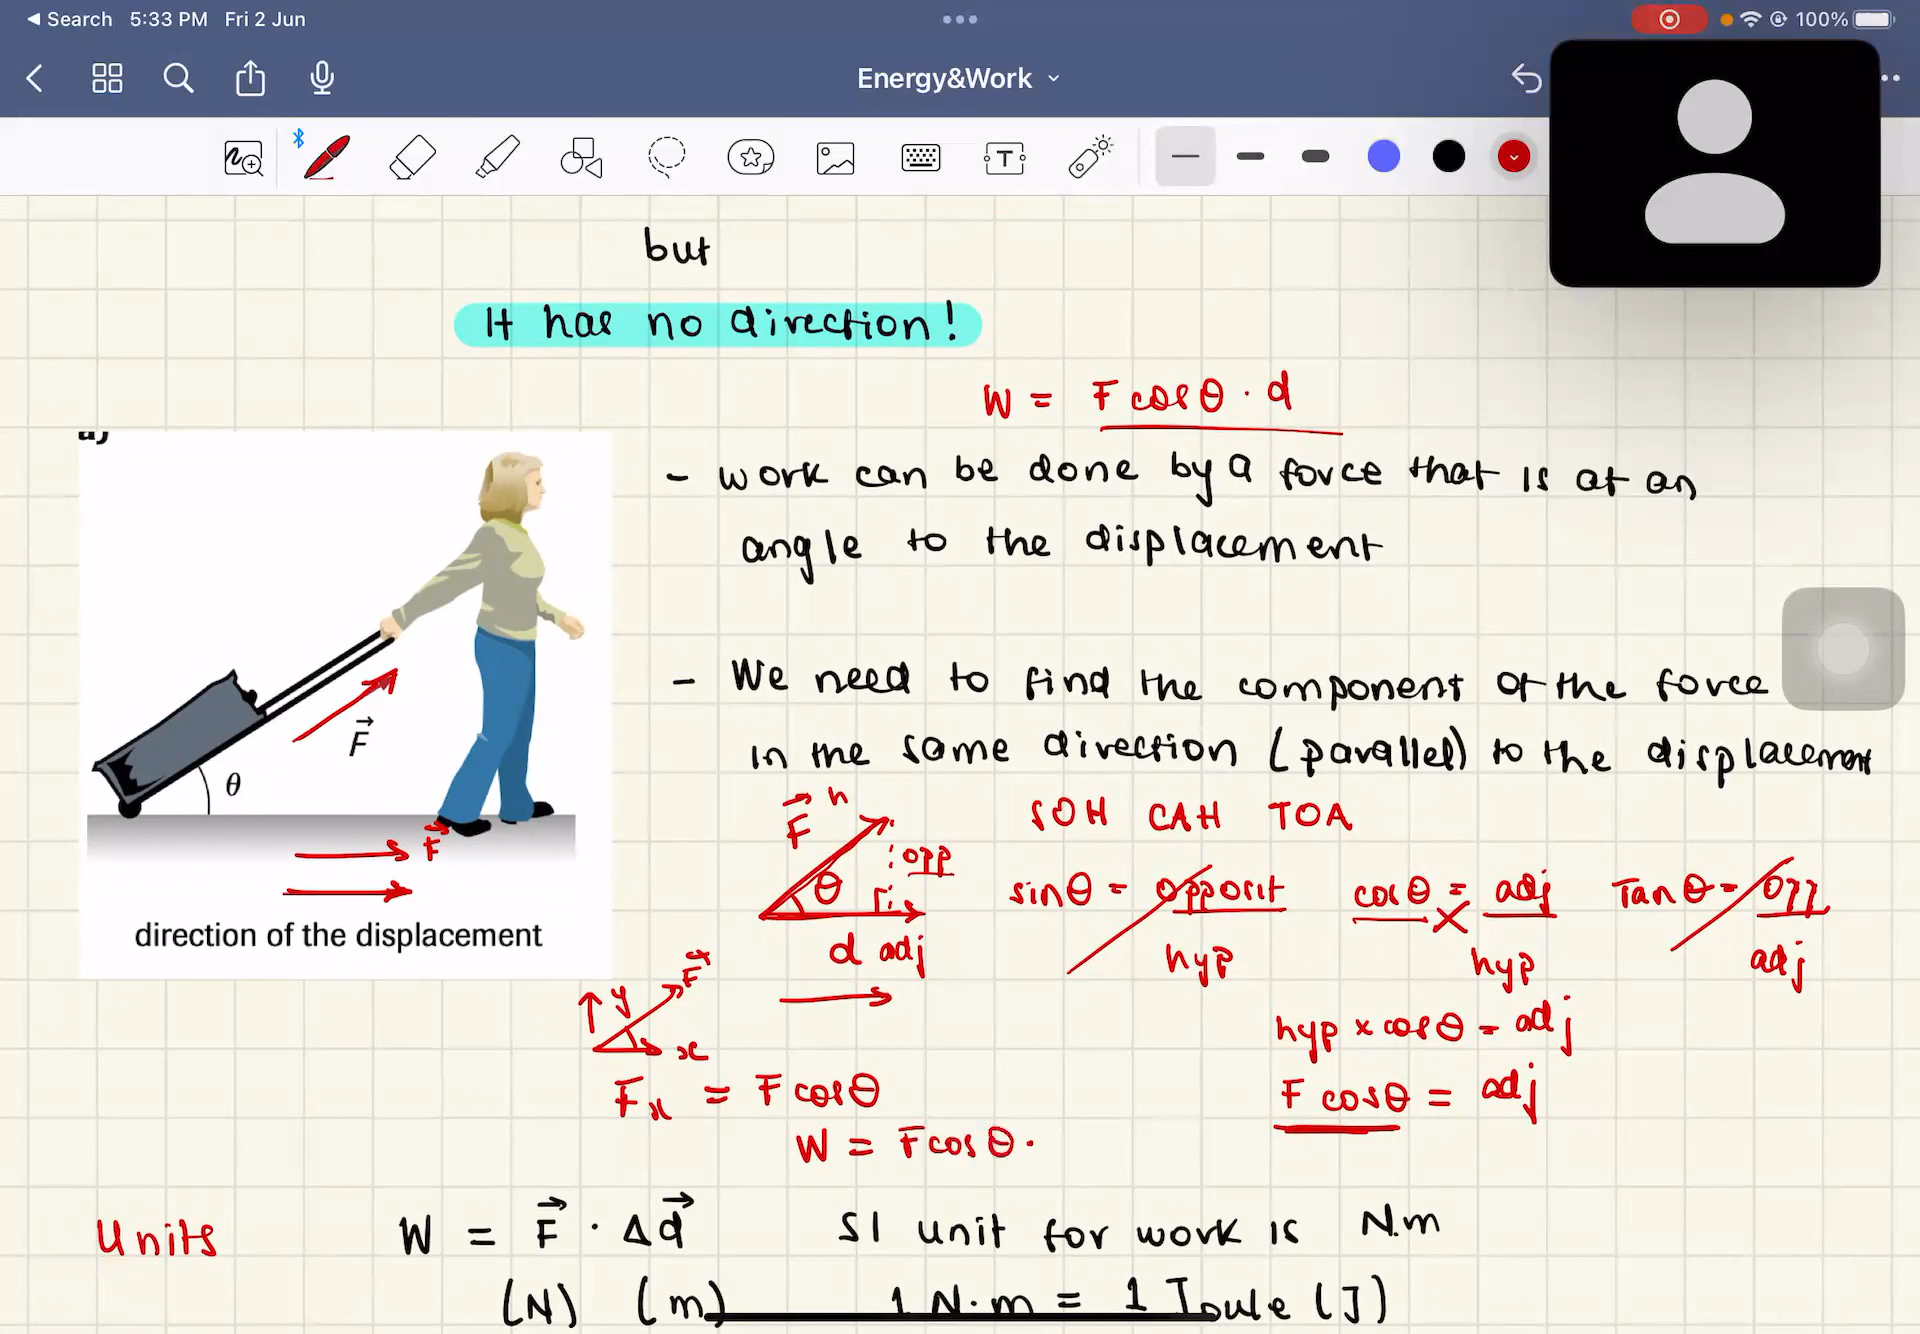 Search 5:33 PM Fri 2 Jun
100%
Energy&Work
T
but
It has no direction!
W = F cosθ · d
- work can be done by a force that is at an
angle to the displacement
F
θ
F
direction of the displacement
- We need to find the component of the force
in the same direction (parallel) to the displacement
F h
opp
θ
d adj
SOH CAH TOA
sinθ = opposit
hyp
cosθ = adj
hyp
Tanθ = opp
adj
hyp x cosθ = adj
F cosθ = adj
y F
x
Fx = F cosθ
W = F cosθ ·
Units W = F · Δd SI unit for work is N.m
(N) (m) 1 N·m = 1 Joule (J)